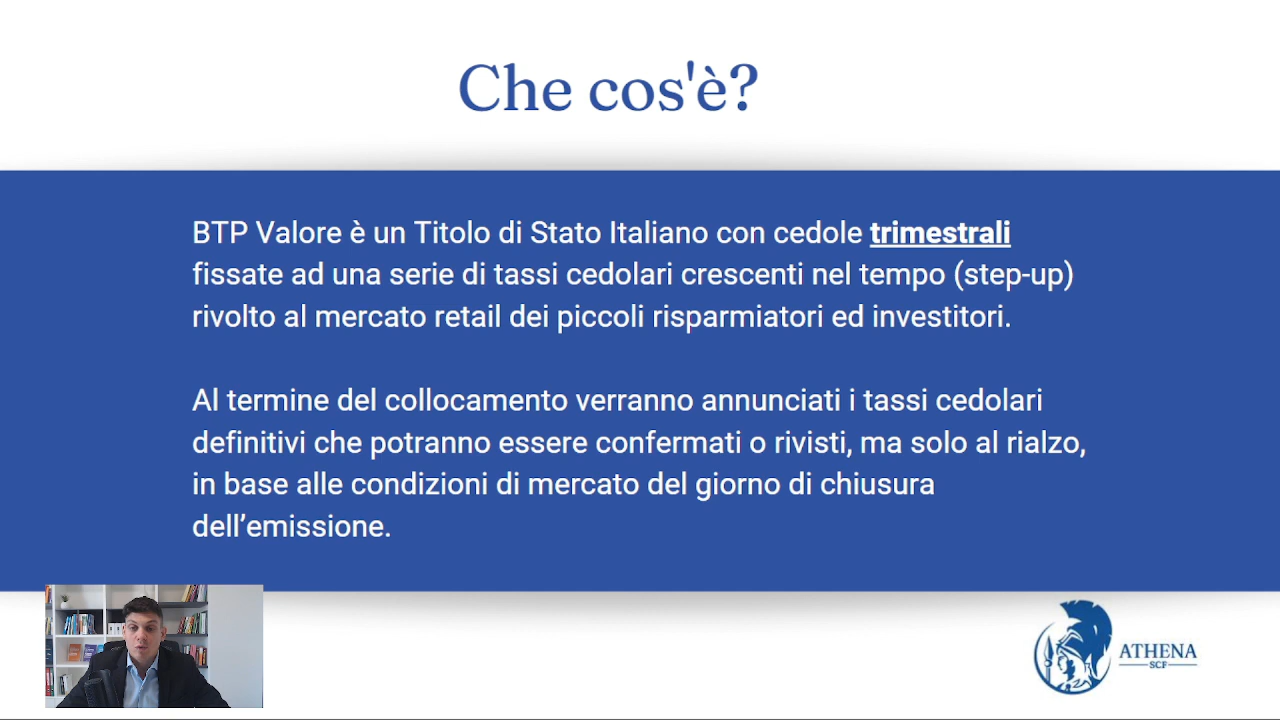 Che cos'è?
BTP Valore è un Titolo di Stato Italiano con cedole trimestrali
fissate ad una serie di tassi cedolari crescenti nel tempo (step-up)
rivolto al mercato retail dei piccoli risparmiatori ed investitori.
Al termine del collocamento verranno annunciati i tassi cedolari
definitivi che potranno essere confermati o rivisti, ma solo al rialzo,
in base alle condizioni di mercato del giorno di chiusura
dell’emissione.
ATHENA
SCF